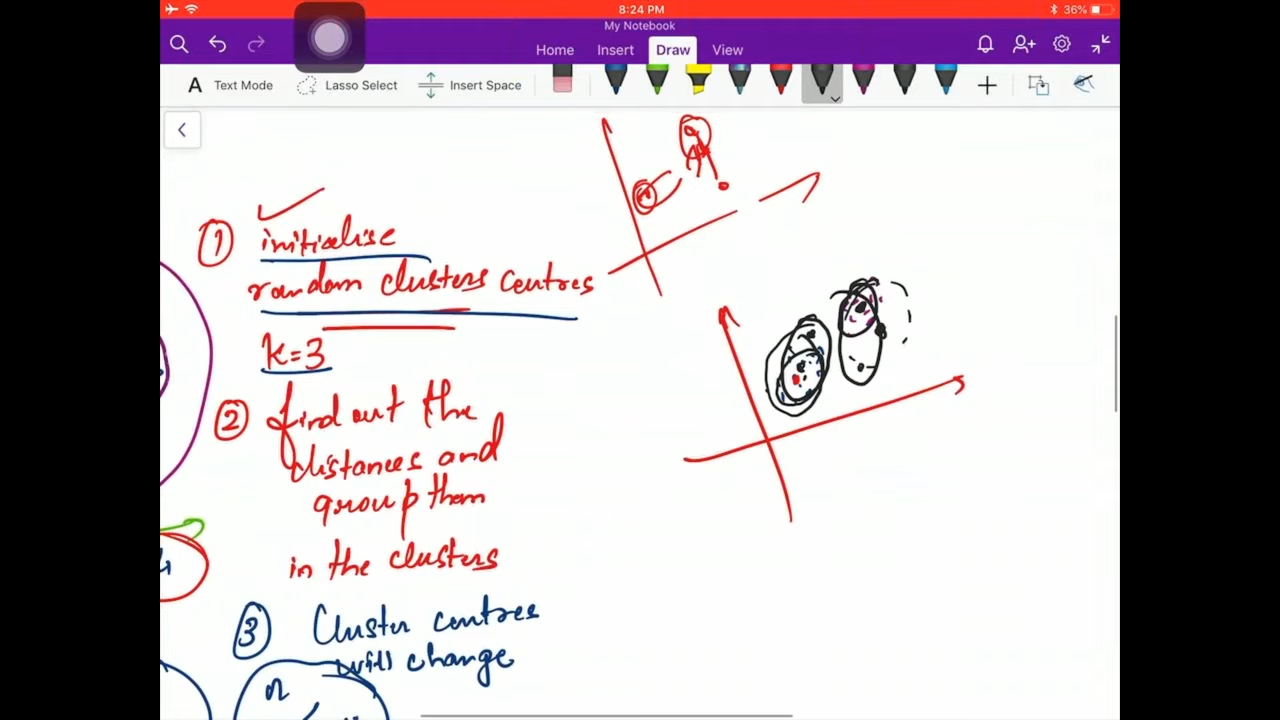 8:24 PM
36%
My Notebook
Home Insert Draw View
A Text Mode Lasso Select Insert Space
① initialise
random clusters centres
K=3
② find out the
distances and
group them
in the clusters
③ Cluster centres
will change
n